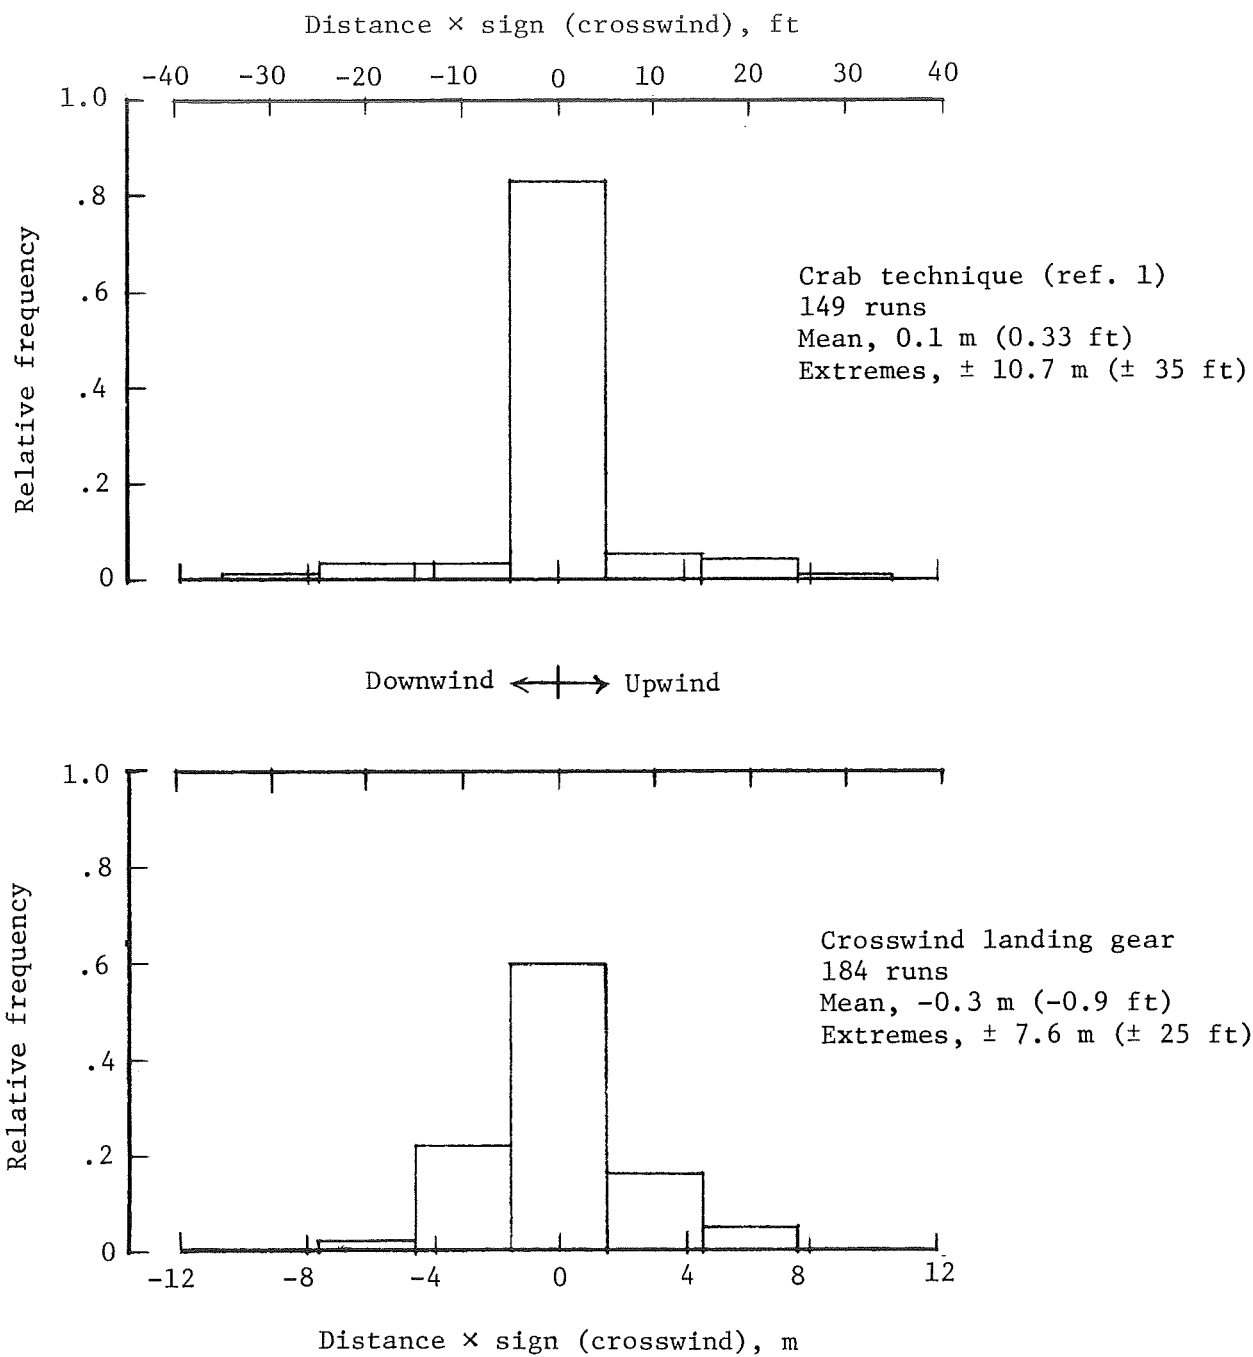 Distance × sign (crosswind), ft
-40 -30 -20 -10 0 10 20 30 40
1.0
.8
.6
.4
.2
0
Relative frequency
Crab technique (ref. 1)
149 runs
Mean, 0.1 m (0.33 ft)
Extremes, ± 10.7 m (± 35 ft)
Downwind Upwind
1.0
.8
.6
.4
.2
0
Relative frequency
Crosswind landing gear
184 runs
Mean, -0.3 m (-0.9 ft)
Extremes, ± 7.6 m (± 25 ft)
-12 -8 -4 0 4 8 12
Distance × sign (crosswind), m